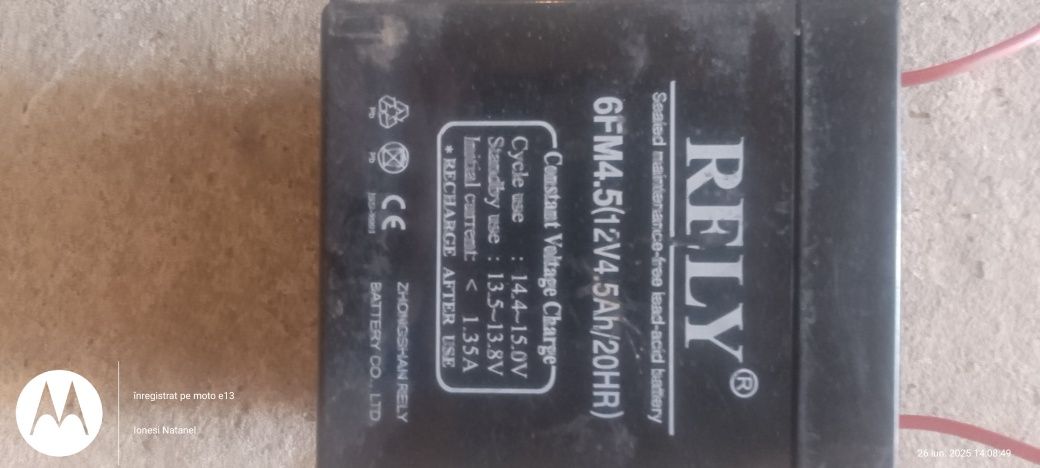 RELY®
Sealed maintenance-free lead-acid battery
6FM4.5(12V4.5Ah/20HR)
Constant Voltage Charge
Cycle use : 14.4~15.0V
Standby use : 13.5~13.8V
Initial current: < 1.35A
* RECHARGE AFTER USE
Pb
Pb
CE
ZHONGSHAN RELY
BATTERY CO., LTD
înregistrat pe moto e13
Ionesi Natanel
26 iun. 2025 14:08:49